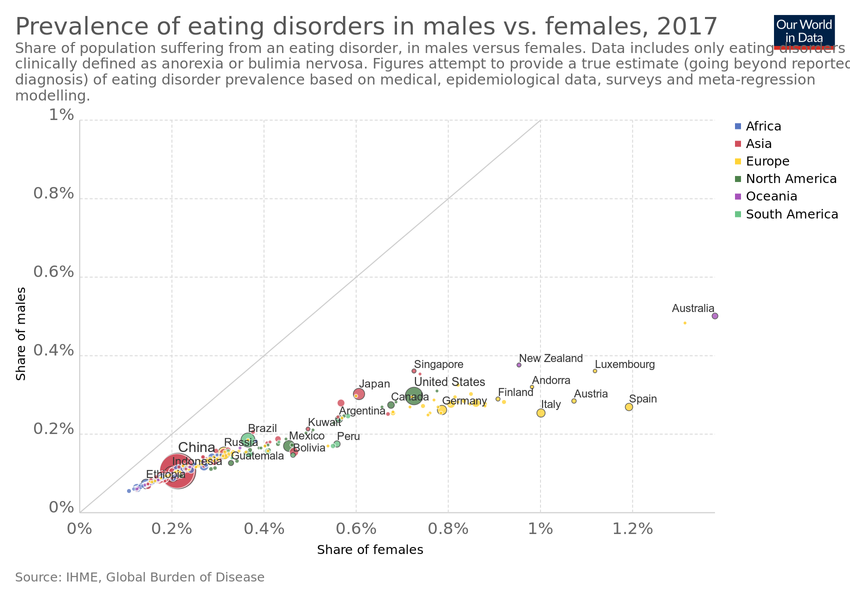 Prevalence of eating disorders in males vs. females, 2017
Our World
in Data
Share of population suffering from an eating disorder, in males versus females. Data includes only eating disorders
clinically defined as anorexia or bulimia nervosa. Figures attempt to provide a true estimate (going beyond reported
diagnosis) of eating disorder prevalence based on medical, epidemiological data, surveys and meta-regression
modelling.
1%
0.8%
0.6%
0.4%
0.2%
0%
Share of males
Africa
Asia
Europe
North America
Oceania
South America
Australia
New Zealand
Luxembourg
Singapore
Andorra
United States
Japan
Finland
Austria
Canada
Germany
Spain
Italy
Argentina
Kuwait
Brazil
Mexico
Peru
Russia
China
Bolivia
Guatemala
Indonesia
Ethiopia
0%
0.2%
0.4%
0.6%
0.8%
1%
1.2%
Share of females
Source: IHME, Global Burden of Disease